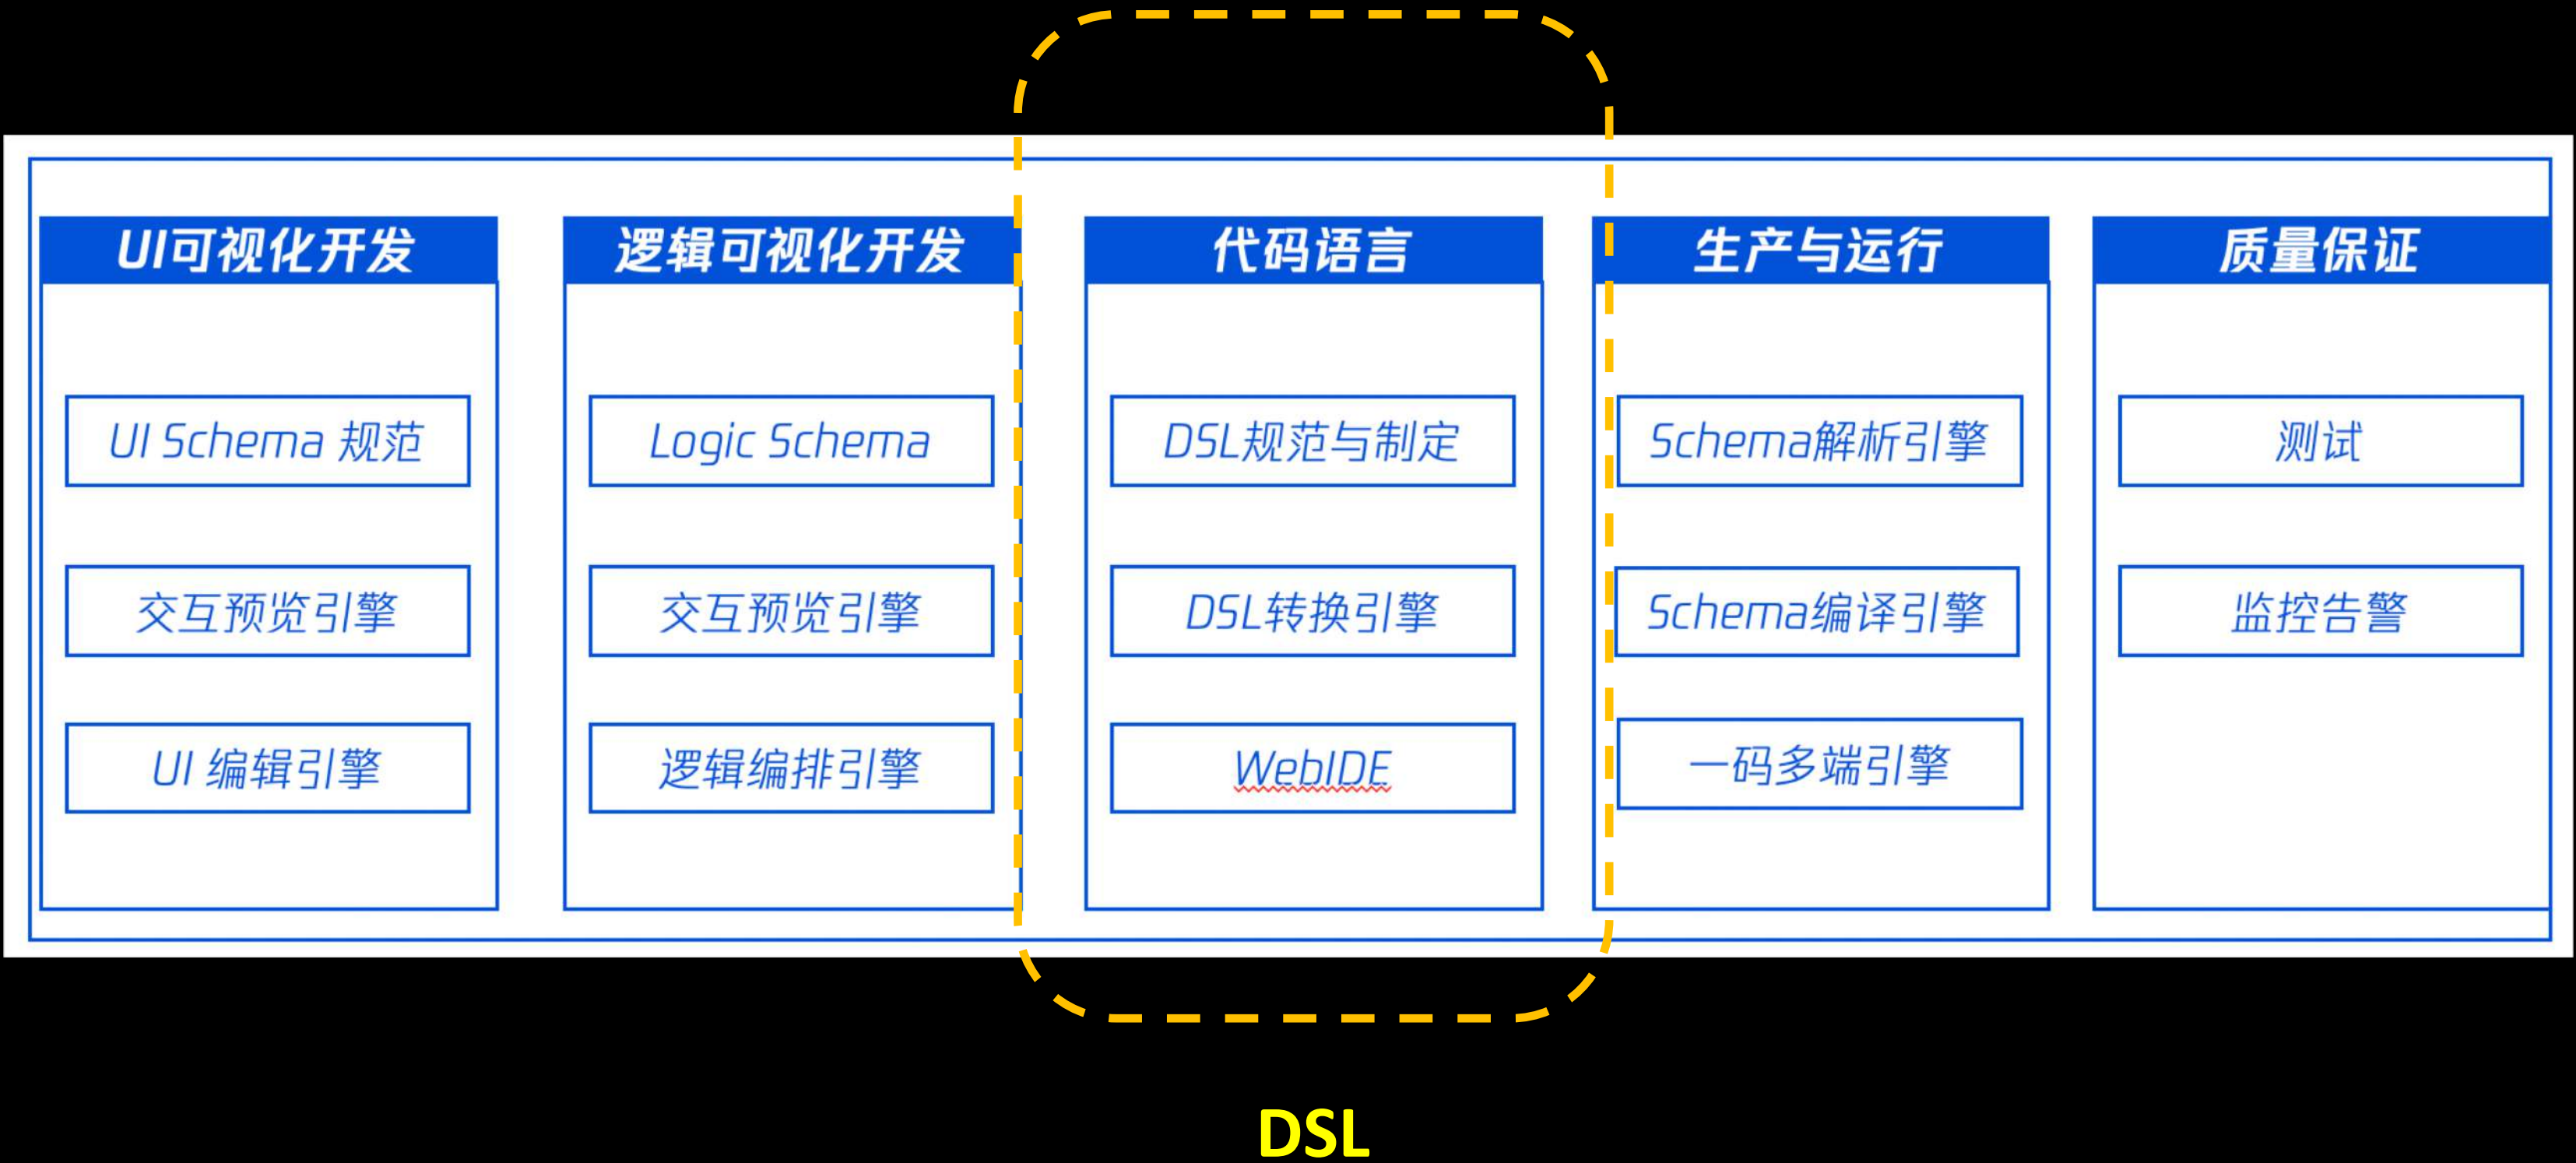 UI可视化开发
UI Schema 规范
交互预览引擎
UI 编辑引擎
逻辑可视化开发
Logic Schema
交互预览引擎
逻辑编排引擎
代码语言
DSL规范与制定
DSL转换引擎
WebIDE
生产与运行
Schema解析引擎
Schema编译引擎
一码多端引擎
质量保证
测试
监控告警
DSL